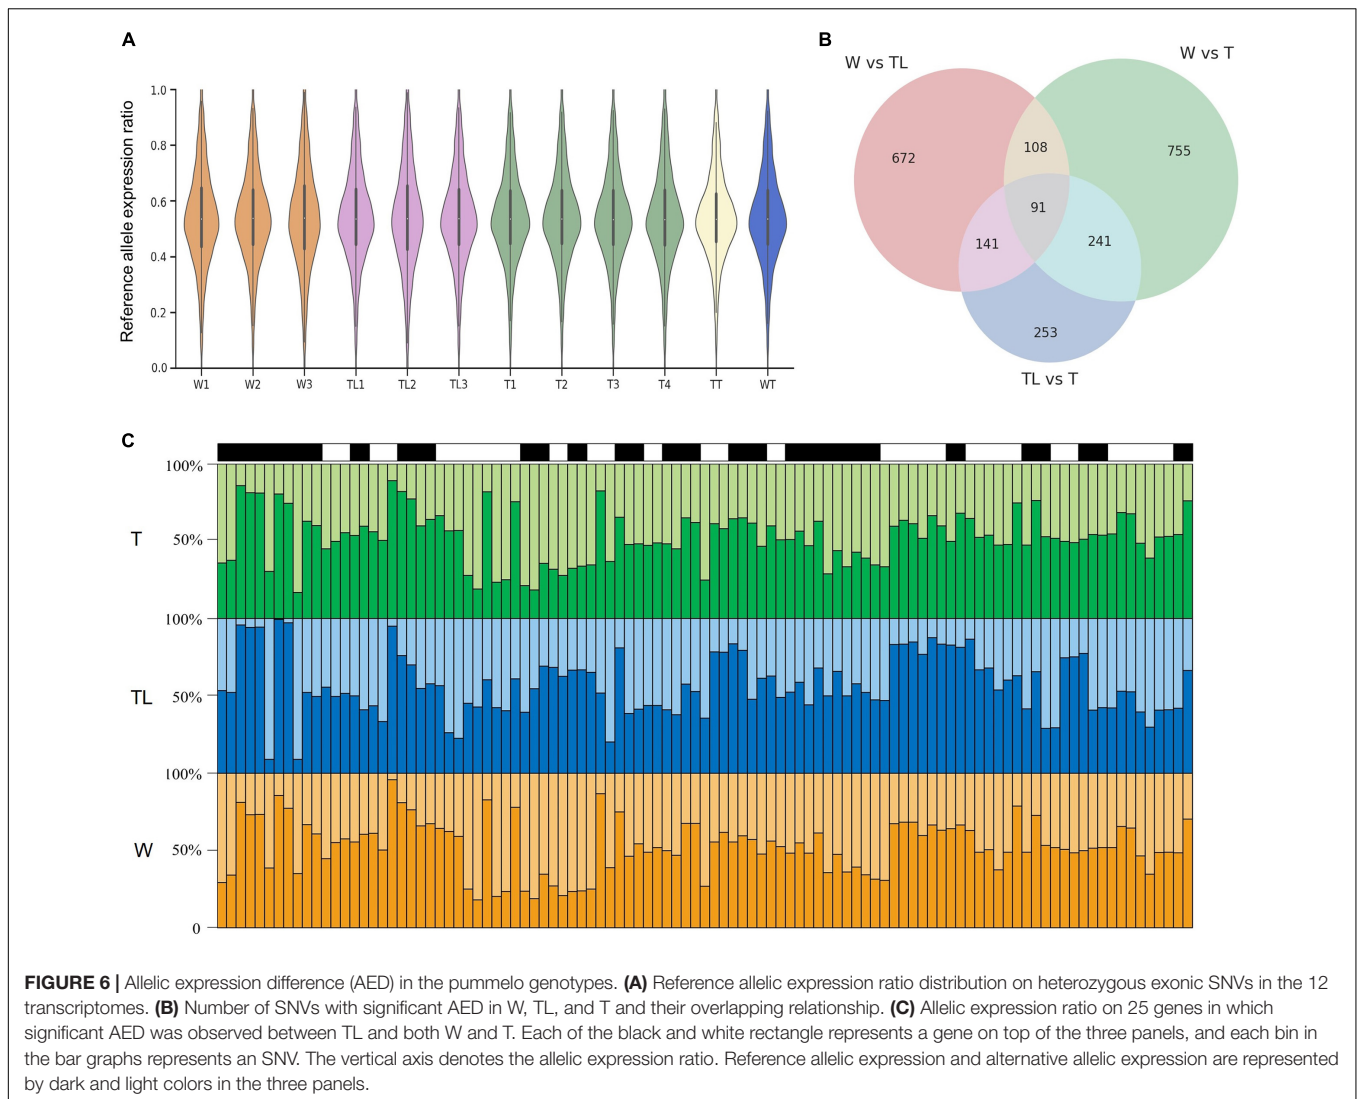 A
B
W vs TL
W vs T
Reference allele expression ratio
1.0
0.8
0.6
0.4
0.2
0.0
W1 W2 W3 TL1 TL2 TL3 T1 T2 T3 T4 TT WT
672
108
755
91
141
241
253
TL vs T
C
100%
T
50%
100%
TL
50%
100%
W
50%
0
FIGURE 6 | Allelic expression difference (AED) in the pummelo genotypes. (A) Reference allelic expression ratio distribution on heterozygous exonic SNVs in the 12
transcriptomes. (B) Number of SNVs with significant AED in W, TL, and T and their overlapping relationship. (C) Allelic expression ratio on 25 genes in which
significant AED was observed between TL and both W and T. Each of the black and white rectangle represents a gene on top of the three panels, and each bin in
the bar graphs represents an SNV. The vertical axis denotes the allelic expression ratio. Reference allelic expression and alternative allelic expression are represented
by dark and light colors in the three panels.